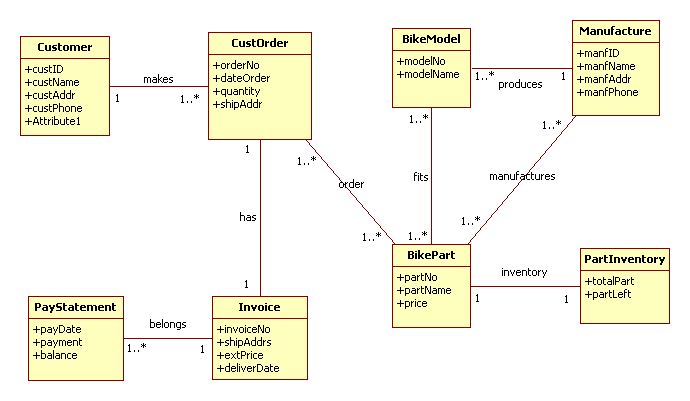 Customer
+custID
+custName
+custAddr
+custPhone
+Attribute1
makes
1
1..*
CustOrder
+orderNo
+dateOrder
+quantity
+shipAddr
BikeModel
+modelNo
+modelName
1..*
produces
1
Manufacture
+manfID
+manfName
+manfAddr
+manfPhone
1
has
1
1..*
order
1..*
1..*
fits
1..*
1..*
manufactures
1..*
BikePart
+partNo
+partName
+price
inventory
1
1
PartInventory
+totalPart
+partLeft
PayStatement
+payDate
+payment
+balance
belongs
1..*
1
Invoice
+invoiceNo
+shipAddrs
+extPrice
+deliverDate